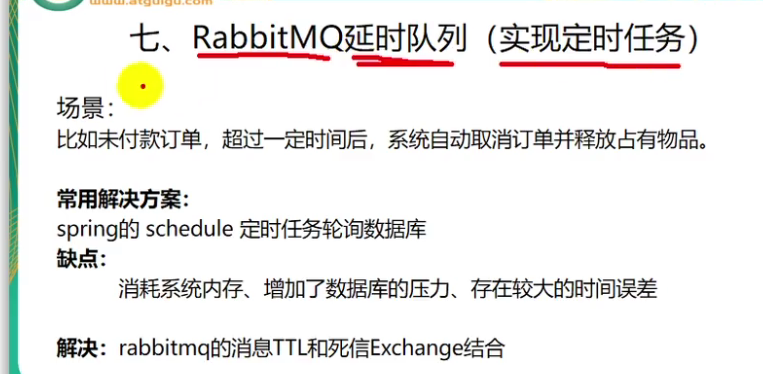 www.atguigu.com
七、RabbitMQ延时队列（实现定时任务）
场景：
比如未付款订单，超过一定时间后，系统自动取消订单并释放占有物品。
常用解决方案：
spring的 schedule 定时任务轮询数据库
缺点：
消耗系统内存、增加了数据库的压力、存在较大的时间误差
解决：rabbitmq的消息TTL和死信Exchange结合